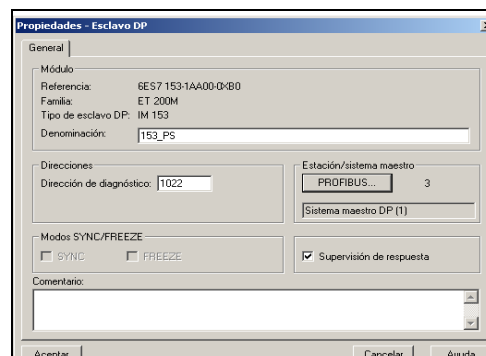 Propiedades - Esclavo DP
General
Módulo
Referencia: 6ES7 153-1AA00-0XB0
Familia: ET 200M
Tipo de esclavo DP: IM 153
Denominación: 153_PS
Direcciones
Dirección de diagnóstico: 1022
Estación/sistema maestro
PROFIBUS... 3
Sistema maestro DP (1)
Modos SYNC/FREEZE
SYNC FREEZE
Supervisión de respuesta
Comentario:
Aceptar Cancelar Ayuda